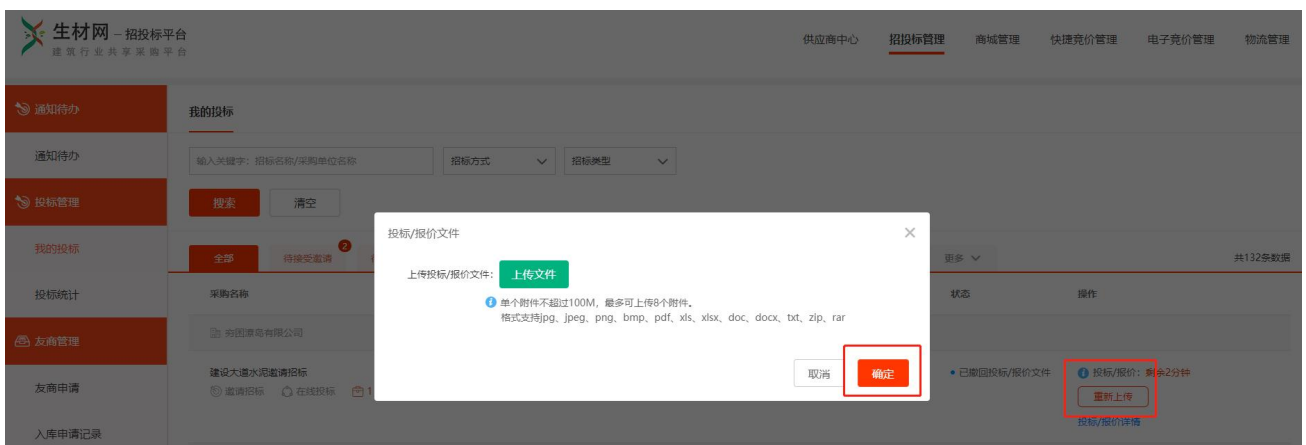 生材网 – 招投标平台
建筑行业共享采购平台
供应商中心 招投标管理 商城管理 快捷竞价管理 电子竞价管理 物流管理
通知待办
我的投标
通知待办
输入关键字：招标名称/采购单位名称 招标方式 招标类型
投标管理
搜索 清空
投标/报价文件
我的投标
全部 待接受邀请 2 更多 共132条数据
上传投标/报价文件： 上传文件
投标统计
采购名称 状态 操作
单个附件不超过100M，最多可上传8个附件。
格式支持jpg、jpeg、png、bmp、pdf、xls、xlsx、doc、docx、txt、zip、rar
友商管理
有限公司
取消 确定
建设大道水泥邀请招标 已撤回投标/报价文件 投标/报价：剩余2分钟
友商申请
邀请招标 在线投标 1 重新上传
投标/报价详情
入库申请记录